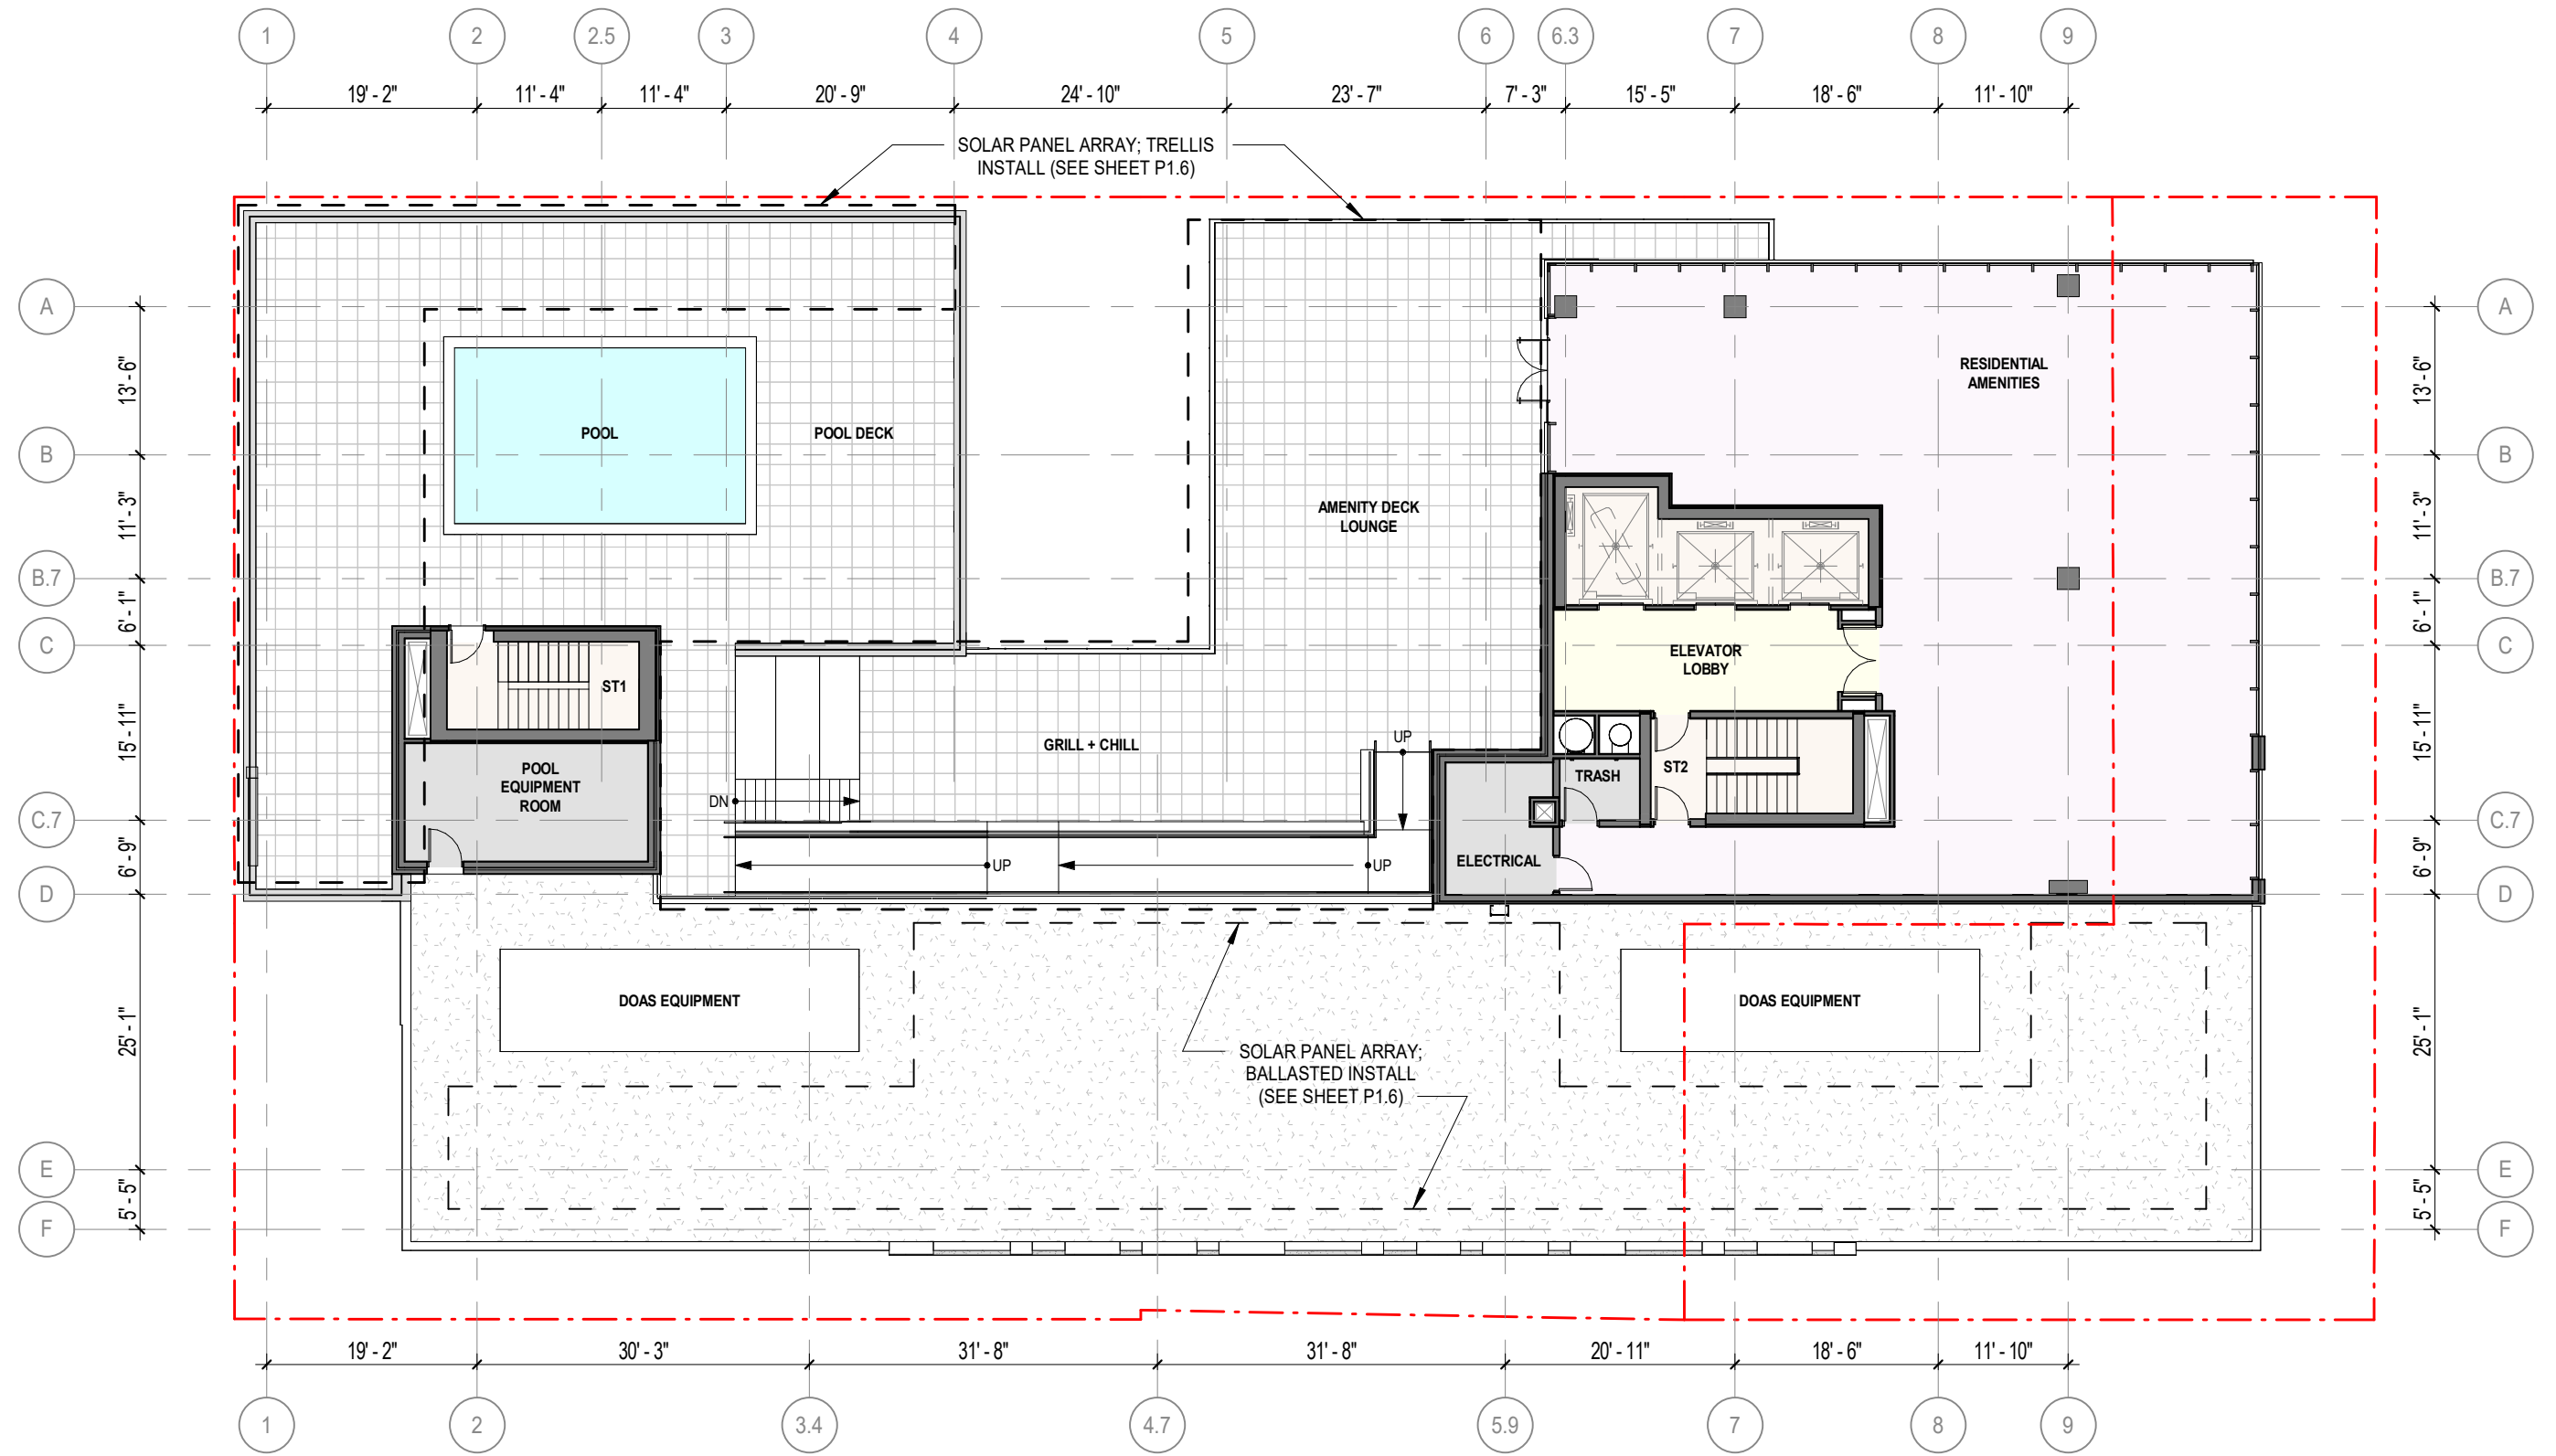 1
2
2.5
3
4
5
6
6.3
7
8
9
19' - 2"
11' - 4"
11' - 4"
20' - 9"
24' - 10"
23' - 7"
7' - 3"
15' - 5"
18' - 6"
11' - 10"
SOLAR PANEL ARRAY; TRELLIS
INSTALL (SEE SHEET P1.6)
A
B
B.7
C
C.7
D
E
F
13' - 6"
11' - 3"
6' - 1"
15' - 11"
6' - 9"
25' - 1"
5' - 5"
POOL
POOL DECK
AMENITY DECK
LOUNGE
RESIDENTIAL
AMENITIES
ELEVATOR
LOBBY
ST1
POOL
EQUIPMENT
ROOM
GRILL + CHILL
DN
UP
UP
UP
TRASH
ST2
ELECTRICAL
DOAS EQUIPMENT
DOAS EQUIPMENT
SOLAR PANEL ARRAY;
BALLASTED INSTALL
(SEE SHEET P1.6)
A
B
B.7
C
C.7
D
E
F
13' - 6"
11' - 3"
6' - 1"
15' - 11"
6' - 9"
25' - 1"
5' - 5"
19' - 2"
30' - 3"
31' - 8"
31' - 8"
20' - 11"
18' - 6"
11' - 10"
1
2
3.4
4.7
5.9
7
8
9